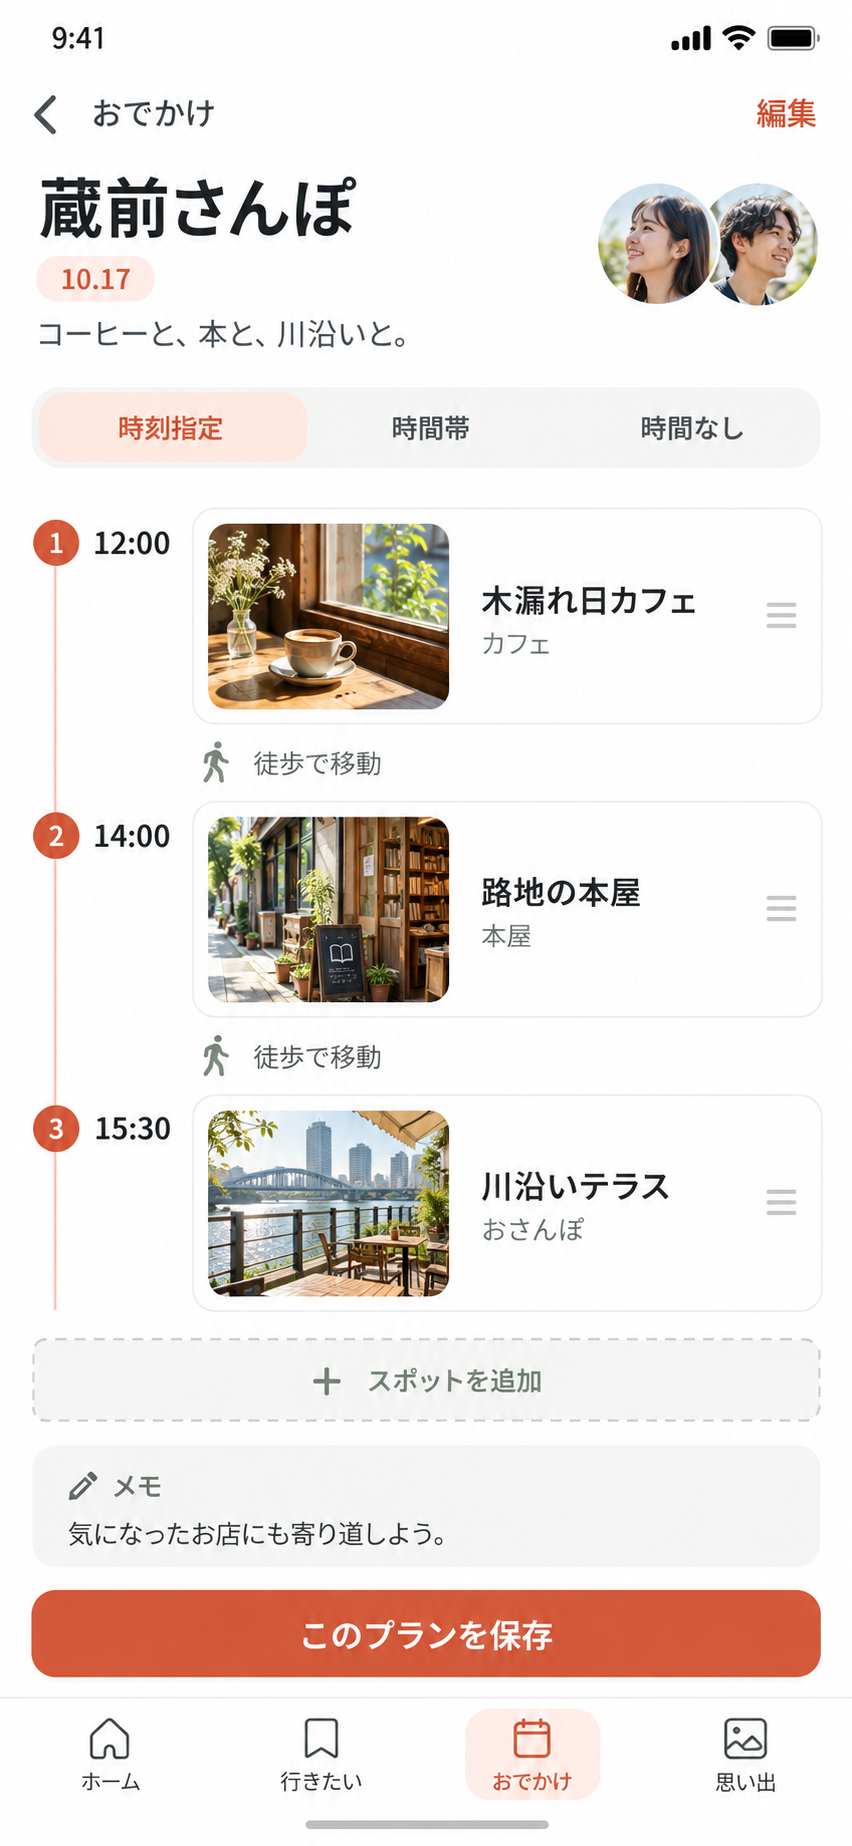 9:41
おでかけ
編集
蔵前さんぽ
10.17
コーヒーと、本と、川沿いと。
時刻指定
時間帯
時間なし
1
12:00
木漏れ日カフェ
カフェ
徒歩で移動
2
14:00
路地の本屋
本屋
徒歩で移動
3
15:30
川沿いテラス
おさんぽ
スポットを追加
メモ
気になったお店にも寄り道しよう。
このプランを保存
ホーム
行きたい
おでかけ
思い出